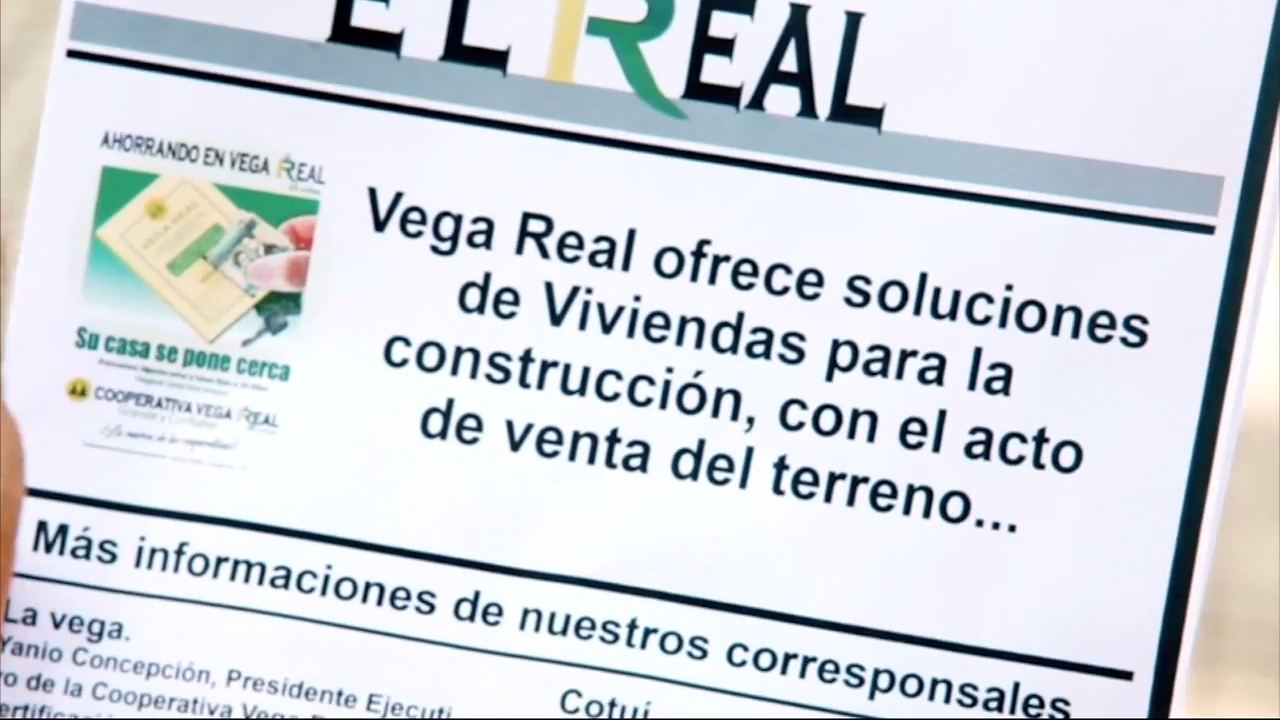 EL REAL
AHORRANDO EN VEGA REAL
Su casa se pone cerca
COOPERATIVA VEGA REAL
Vega Real ofrece soluciones
de Viviendas para la
construcción, con el acto
de venta del terreno...
Más informaciones de nuestros corresponsales
La vega.
Yanio Concepción, Presidente Ejecuti
de la Cooperativa Vega
Cotuí